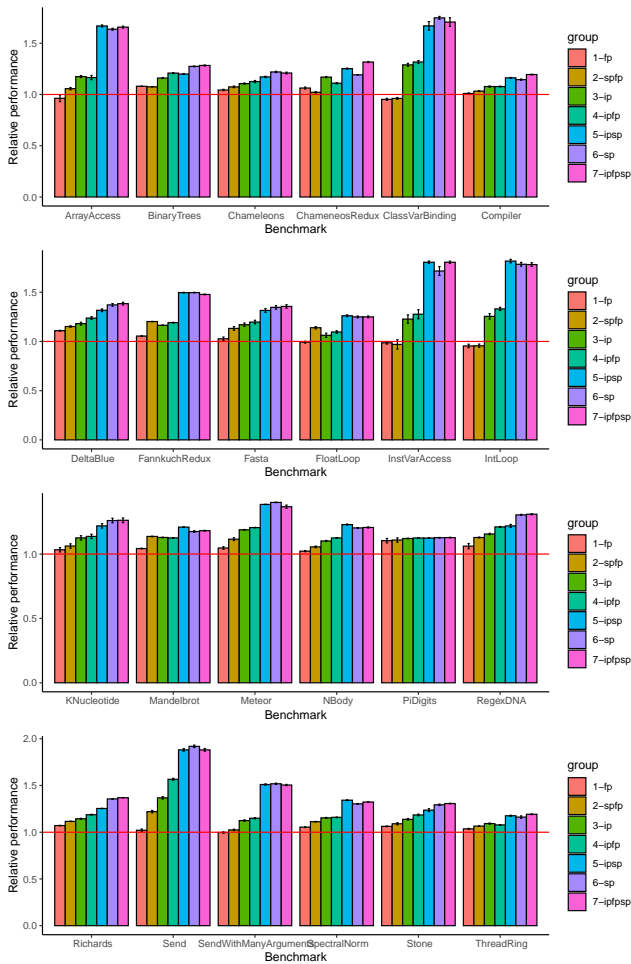 Relative performance
1.5
1.0
0.5
0.0
ArrayAccess BinaryTrees Chameleons ChameneosRedux ClassVarBinding Compiler
Benchmark
group
1−fp
2−spfp
3−ip
4−ipfp
5−ipsp
6−sp
7−ipfpsp
Relative performance
1.5
1.0
0.5
0.0
DeltaBlue FannkuchRedux Fasta FloatLoop InstVarAccess IntLoop
Benchmark
group
1−fp
2−spfp
3−ip
4−ipfp
5−ipsp
6−sp
7−ipfpsp
Relative performance
1.0
0.5
0.0
KNucleotide Mandelbrot Meteor NBody PiDigits RegexDNA
Benchmark
group
1−fp
2−spfp
3−ip
4−ipfp
5−ipsp
6−sp
7−ipfpsp
Relative performance
2.0
1.5
1.0
0.5
0.0
Richards Send SendWithManyArguments SpectralNorm Stone ThreadRing
Benchmark
group
1−fp
2−spfp
3−ip
4−ipfp
5−ipsp
6−sp
7−ipfpsp